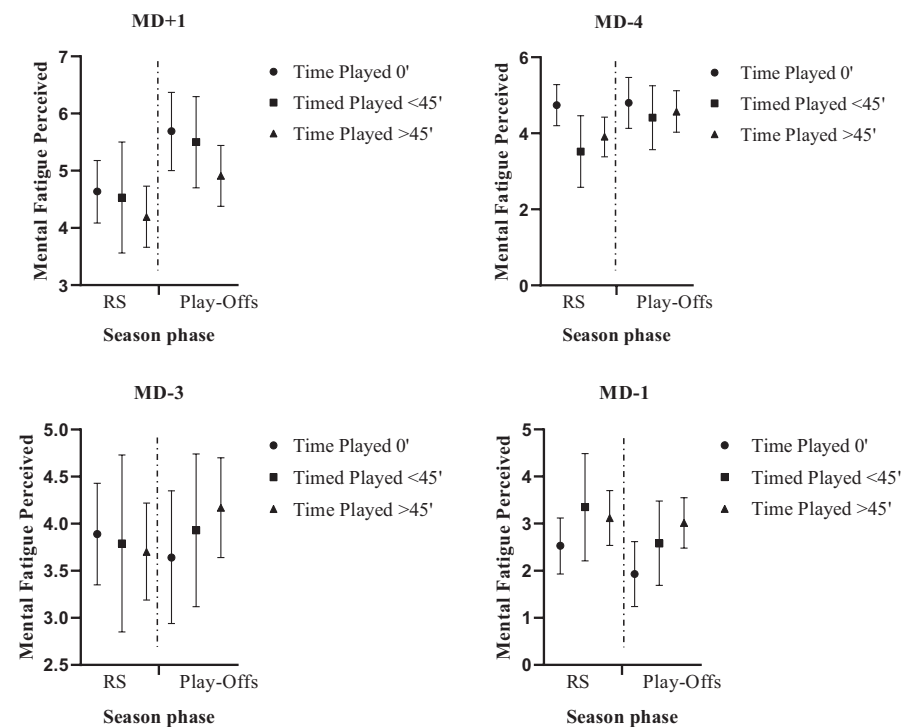 MD+1
Mental Fatigue Perceived
7
6
5
4
3
RS
Play-Offs
Season phase
Time Played 0'
Timed Played <45'
Time Played >45'
MD-4
Mental Fatigue Perceived
6
4
2
0
RS
Play-Offs
Season phase
Time Played 0'
Timed Played <45'
Time Played >45'
MD-3
Mental Fatigue Perceived
5.0
4.5
4.0
3.5
3.0
2.5
RS
Play-Offs
Season phase
Time Played 0'
Timed Played <45'
Time Played >45'
MD-1
Mental Fatigue Perceived
5
4
3
2
1
0
RS
Play-Offs
Season phase
Time Played 0'
Timed Played <45'
Time Played >45'